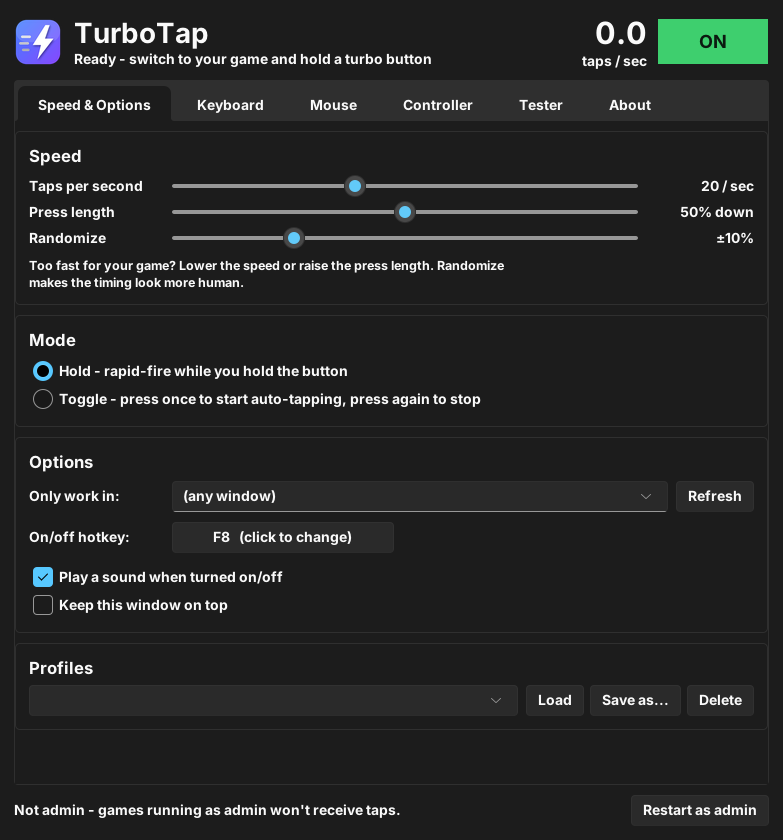 TurboTap
Ready - switch to your game and hold a turbo button
0.0
taps / sec
ON
Speed & Options
Keyboard
Mouse
Controller
Tester
About
Speed
Taps per second
20 / sec
Press length
50% down
Randomize
±10%
Too fast for your game? Lower the speed or raise the press length. Randomize
makes the timing look more human.
Mode
Hold - rapid-fire while you hold the button
Toggle - press once to start auto-tapping, press again to stop
Options
Only work in:
(any window)
Refresh
On/off hotkey:
F8 (click to change)
Play a sound when turned on/off
Keep this window on top
Profiles
Load
Save as...
Delete
Not admin - games running as admin won't receive taps.
Restart as admin